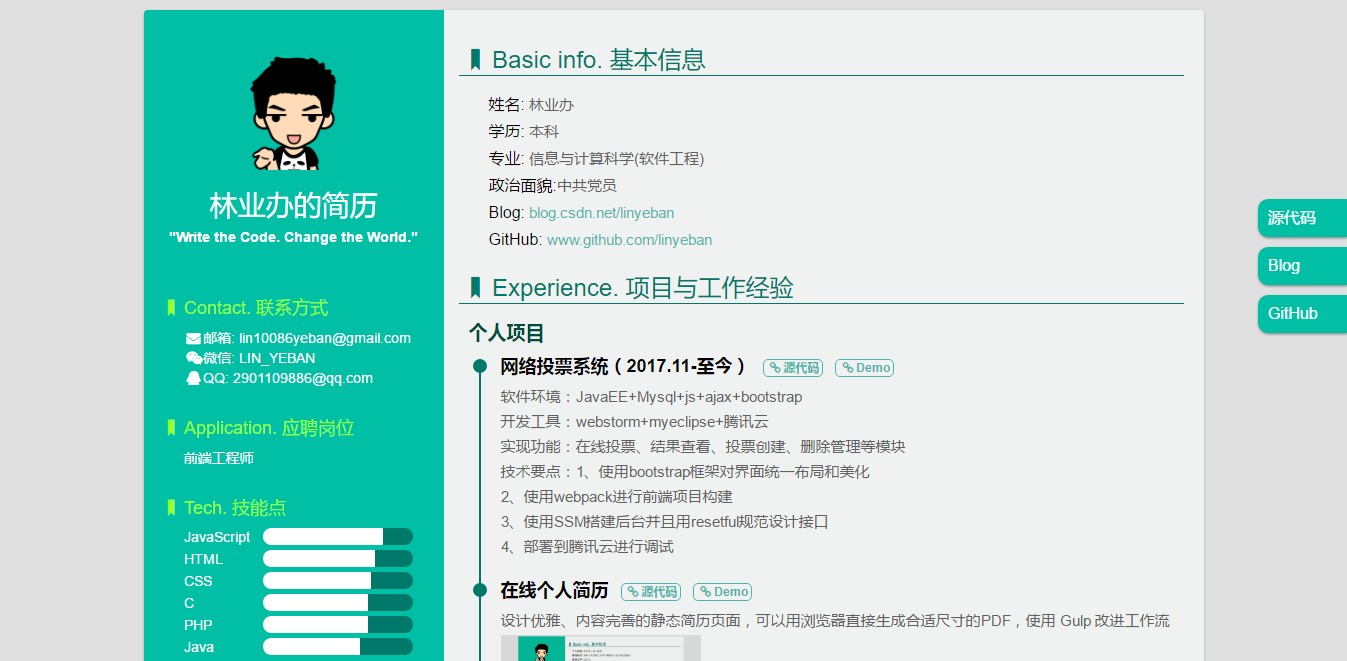 林业办的简历
"Write the Code. Change the World."
Contact. 联系方式
邮箱: lin10086yeban@gmail.com
微信: LIN_YEBAN
QQ: 2901109886@qq.com
Application. 应聘岗位
前端工程师
Tech. 技能点
JavaScript
HTML
CSS
C
PHP
Java
Basic info. 基本信息
姓名: 林业办
学历: 本科
专业: 信息与计算科学(软件工程)
政治面貌:中共党员
Blog: blog.csdn.net/linyeban
GitHub: www.github.com/linyeban
Experience. 项目与工作经验
个人项目
网络投票系统（2017.11-至今） 源代码 Demo
软件环境：JavaEE+Mysql+js+ajax+bootstrap
开发工具：webstorm+myeclipse+腾讯云
实现功能：在线投票、结果查看、投票创建、删除管理等模块
技术要点：1、使用bootstrap框架对界面统一布局和美化
2、使用webpack进行前端项目构建
3、使用SSM搭建后台并且用resetful规范设计接口
4、部署到腾讯云进行调试
在线个人简历 源代码 Demo
设计优雅、内容完善的静态简历页面，可以用浏览器直接生成合适尺寸的PDF，使用 Gulp 改进工作流
Basic info. 基本信息
源代码
Blog
GitHub